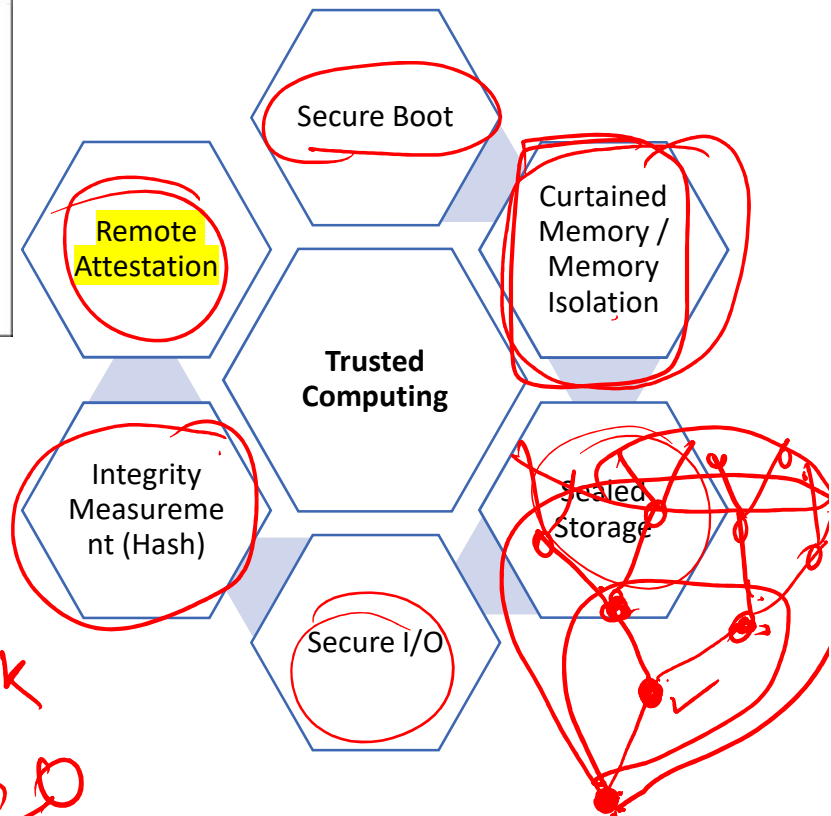 Secure Boot
Remote
Attestation
Curtained
Memory /
Memory
Isolation
Trusted
Computing
Integrity
Measureme
nt (Hash)
Sealed
Storage
Secure I/O